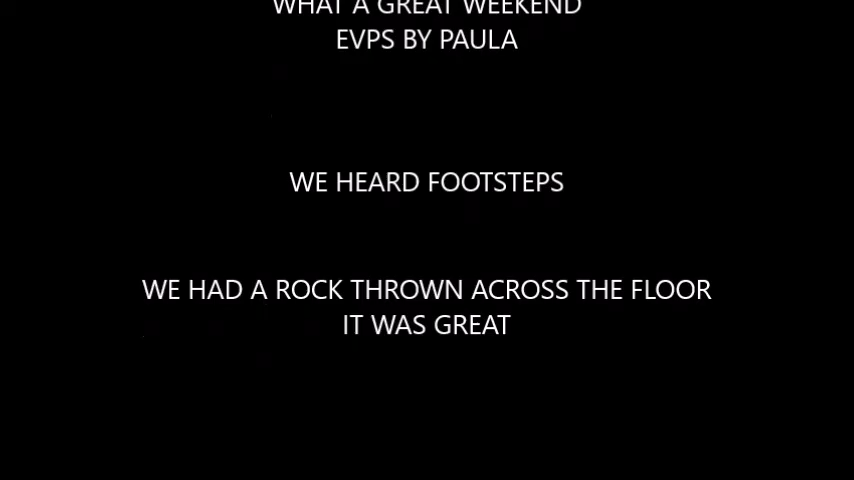 WHAT A GREAT WEEKEND
EVPS BY PAULA
WE HEARD FOOTSTEPS
WE HAD A ROCK THROWN ACROSS THE FLOOR
IT WAS GREAT